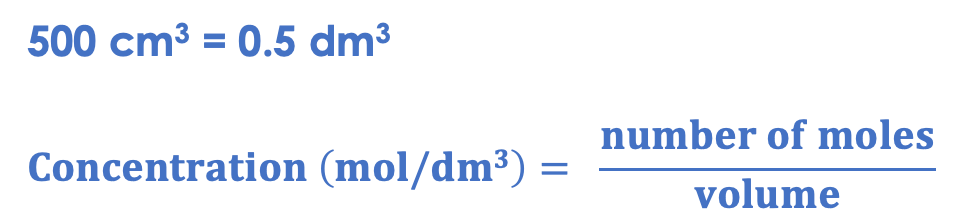 500 cm³ = 0.5 dm³
Concentration (mol/dm³) = number of moles / volume